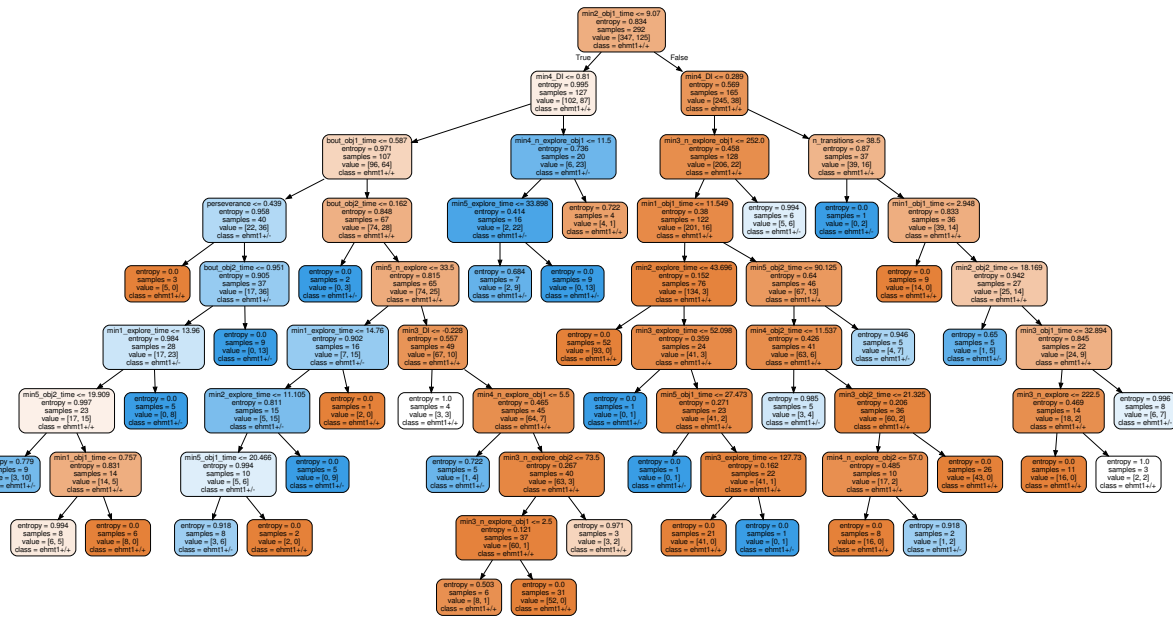 min2_obj1_time <= 9.07
entropy = 0.834
samples = 292
value = [347, 125]
class = ehmt1+/+
True
False
min4_DI <= 0.81
entropy = 0.995
samples = 127
value = [102, 87]
class = ehmt1+/+
min4_DI <= 0.289
entropy = 0.569
samples = 165
value = [245, 38]
class = ehmt1+/+
bout_obj1_time <= 0.587
entropy = 0.971
samples = 107
value = [96, 64]
class = ehmt1+/+
min4_n_explore_obj1 <= 11.5
entropy = 0.736
samples = 20
value = [6, 23]
class = ehmt1+/-
min3_n_explore_obj1 <= 252.0
entropy = 0.458
samples = 128
value = [206, 22]
class = ehmt1+/+
n_transitions <= 38.5
entropy = 0.87
samples = 37
value = [39, 16]
class = ehmt1+/+
perseverance <= 0.439
entropy = 0.958
samples = 40
value = [22, 36]
class = ehmt1+/-
bout_obj2_time <= 0.162
entropy = 0.848
samples = 67
value = [74, 28]
class = ehmt1+/+
min5_explore_time <= 33.898
entropy = 0.414
samples = 16
value = [2, 22]
class = ehmt1+/-
entropy = 0.722
samples = 4
value = [4, 1]
class = ehmt1+/+
min1_obj1_time <= 11.549
entropy = 0.38
samples = 122
value = [201, 16]
class = ehmt1+/+
entropy = 0.994
samples = 6
value = [5, 6]
class = ehmt1+/-
entropy = 0.0
samples = 1
value = [0, 2]
class = ehmt1+/-
min1_obj1_time <= 2.948
entropy = 0.833
samples = 36
value = [39, 14]
class = ehmt1+/+
entropy = 0.0
samples = 3
value = [5, 0]
class = ehmt1+/+
bout_obj2_time <= 0.951
entropy = 0.905
samples = 37
value = [17, 36]
class = ehmt1+/-
entropy = 0.0
samples = 2
value = [0, 3]
class = ehmt1+/-
min5_n_explore <= 33.5
entropy = 0.815
samples = 65
value = [74, 25]
class = ehmt1+/+
entropy = 0.684
samples = 7
value = [2, 9]
class = ehmt1+/-
entropy = 0.0
samples = 9
value = [0, 13]
class = ehmt1+/-
min2_explore_time <= 43.696
entropy = 0.152
samples = 76
value = [134, 3]
class = ehmt1+/+
min5_obj2_time <= 90.125
entropy = 0.64
samples = 46
value = [67, 13]
class = ehmt1+/+
entropy = 0.0
samples = 9
value = [14, 0]
class = ehmt1+/+
min2_obj2_time <= 18.169
entropy = 0.942
samples = 27
value = [25, 14]
class = ehmt1+/+
min1_explore_time <= 13.96
entropy = 0.984
samples = 28
value = [17, 23]
class = ehmt1+/-
entropy = 0.0
samples = 9
value = [0, 13]
class = ehmt1+/-
min1_explore_time <= 14.76
entropy = 0.902
samples = 16
value = [7, 15]
class = ehmt1+/-
min3_DI <= -0.228
entropy = 0.557
samples = 49
value = [67, 10]
class = ehmt1+/+
entropy = 0.0
samples = 52
value = [93, 0]
class = ehmt1+/+
min3_explore_time <= 52.098
entropy = 0.359
samples = 24
value = [41, 3]
class = ehmt1+/+
min4_obj2_time <= 11.537
entropy = 0.426
samples = 41
value = [63, 6]
class = ehmt1+/+
entropy = 0.946
samples = 5
value = [4, 7]
class = ehmt1+/-
entropy = 0.65
samples = 5
value = [1, 5]
class = ehmt1+/-
min3_obj1_time <= 32.894
entropy = 0.845
samples = 22
value = [24, 9]
class = ehmt1+/+
min5_obj2_time <= 19.909
entropy = 0.997
samples = 23
value = [17, 15]
class = ehmt1+/+
entropy = 0.0
samples = 5
value = [0, 8]
class = ehmt1+/-
min2_explore_time <= 11.105
entropy = 0.811
samples = 15
value = [5, 15]
class = ehmt1+/-
entropy = 0.0
samples = 1
value = [2, 0]
class = ehmt1+/+
entropy = 1.0
samples = 4
value = [3, 3]
class = ehmt1+/+
min4_n_explore_obj1 <= 5.5
entropy = 0.465
samples = 45
value = [64, 7]
class = ehmt1+/+
entropy = 0.0
samples = 1
value = [0, 1]
class = ehmt1+/-
min5_obj1_time <= 27.473
entropy = 0.271
samples = 23
value = [41, 2]
class = ehmt1+/+
entropy = 0.985
samples = 5
value = [3, 4]
class = ehmt1+/-
min3_obj2_time <= 21.325
entropy = 0.206
samples = 36
value = [60, 2]
class = ehmt1+/+
min3_n_explore <= 222.5
entropy = 0.469
samples = 14
value = [18, 2]
class = ehmt1+/+
entropy = 0.996
samples = 8
value = [6, 7]
class = ehmt1+/-
= 0.779
= 9
[3, 10]
ehmt1+/-
min1_obj1_time <= 0.757
entropy = 0.831
samples = 14
value = [14, 5]
class = ehmt1+/+
min5_obj1_time <= 20.466
entropy = 0.994
samples = 10
value = [5, 6]
class = ehmt1+/-
entropy = 0.0
samples = 5
value = [0, 9]
class = ehmt1+/-
entropy = 0.722
samples = 5
value = [1, 4]
class = ehmt1+/-
min3_n_explore_obj2 <= 73.5
entropy = 0.267
samples = 40
value = [63, 3]
class = ehmt1+/+
entropy = 0.0
samples = 1
value = [0, 1]
class = ehmt1+/-
min3_explore_time <= 127.73
entropy = 0.162
samples = 22
value = [41, 1]
class = ehmt1+/+
min4_n_explore_obj2 <= 57.0
entropy = 0.485
samples = 10
value = [17, 2]
class = ehmt1+/+
entropy = 0.0
samples = 26
value = [43, 0]
class = ehmt1+/+
entropy = 0.0
samples = 11
value = [16, 0]
class = ehmt1+/+
entropy = 1.0
samples = 3
value = [2, 2]
class = ehmt1+/+
entropy = 0.994
samples = 8
value = [6, 5]
class = ehmt1+/+
entropy = 0.0
samples = 6
value = [8, 0]
class = ehmt1+/+
entropy = 0.918
samples = 8
value = [3, 6]
class = ehmt1+/-
entropy = 0.0
samples = 2
value = [2, 0]
class = ehmt1+/+
min3_n_explore_obj1 <= 2.5
entropy = 0.121
samples = 37
value = [60, 1]
class = ehmt1+/+
entropy = 0.971
samples = 3
value = [3, 2]
class = ehmt1+/+
entropy = 0.0
samples = 21
value = [41, 0]
class = ehmt1+/+
entropy = 0.0
samples = 1
value = [0, 1]
class = ehmt1+/-
entropy = 0.0
samples = 8
value = [16, 0]
class = ehmt1+/+
entropy = 0.918
samples = 2
value = [1, 2]
class = ehmt1+/-
entropy = 0.503
samples = 6
value = [8, 1]
class = ehmt1+/+
entropy = 0.0
samples = 31
value = [52, 0]
class = ehmt1+/+